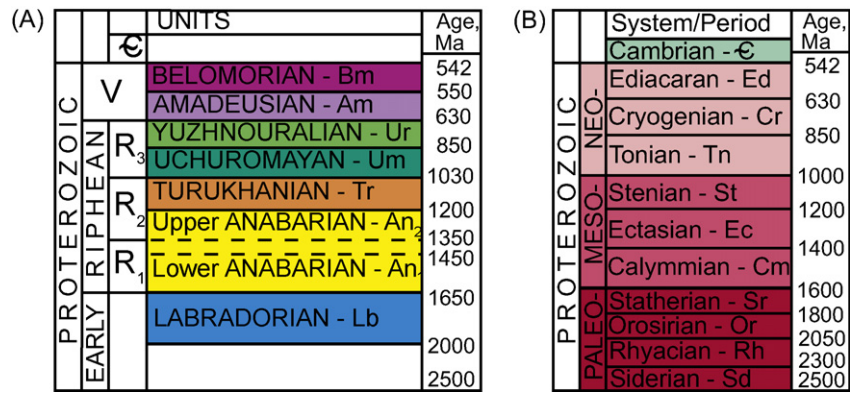 (A)
UNITS
Age, Ma
Є
542
BELOMORIAN - Bm
550
AMADEUSIAN - Am
630
YUZHNOURALIAN - Ur
850
UCHUROMAYAN - Um
1030
TURUKHANIAN - Tr
1200
Upper ANABARIAN - An2
1350
1450
Lower ANABARIAN - An1
1650
LABRADORIAN - Lb
2000
2500
PROTEROZOIC
EARLY
RIPHEAN
V
R3
R2
R1
(B)
System/Period
Age, Ma
Cambrian - Є
542
Ediacaran - Ed
630
Cryogenian - Cr
850
Tonian - Tn
1000
Stenian - St
1200
Ectasian - Ec
1400
Calymmian - Cm
1600
Statherian - Sr
1800
Orosirian - Or
2050
Rhyacian - Rh
2300
Siderian - Sd
2500
PROTEROZOIC
NEO-
MESO-
PALEO-